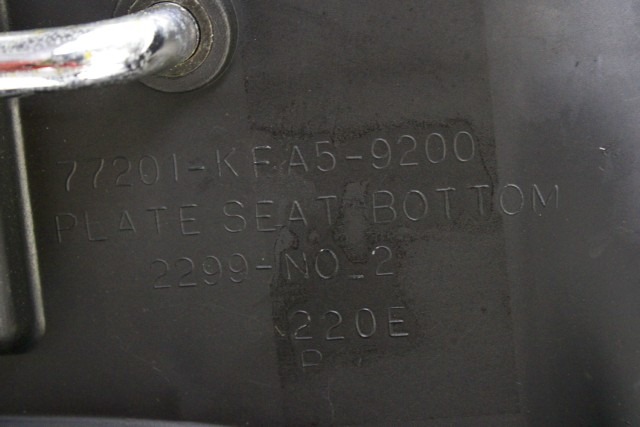 77201-KFA5-9200
PLATE SEAT BOTTOM
2299-NO_2
220E